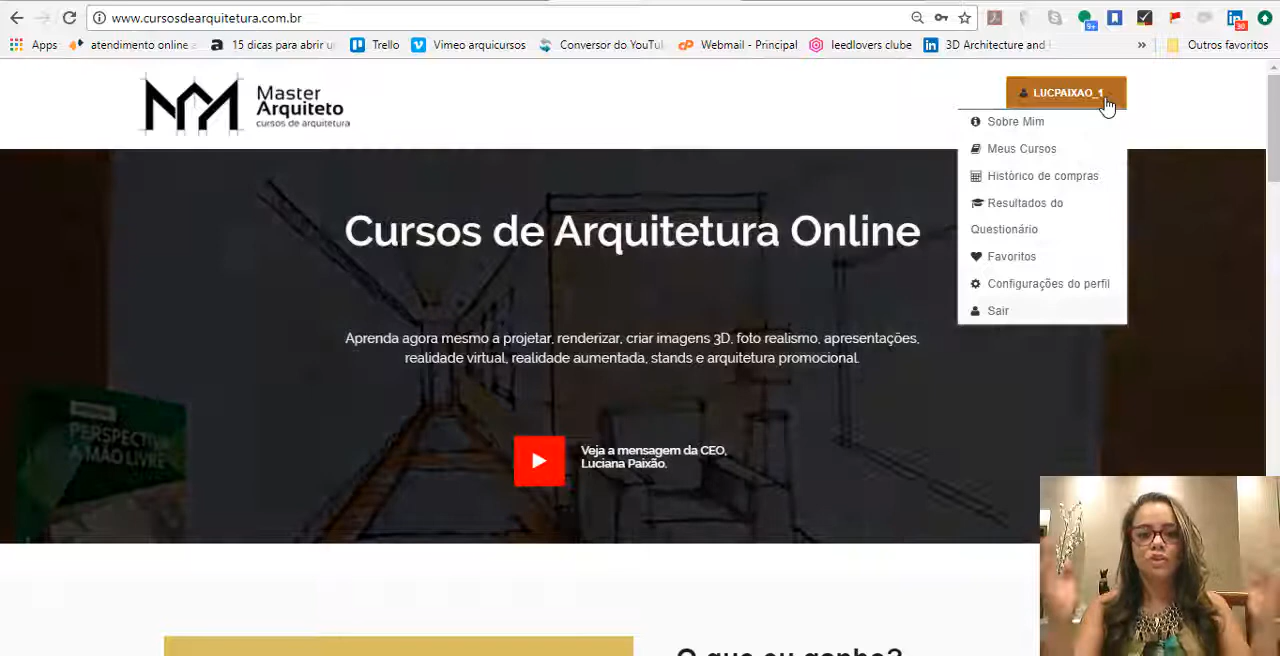 www.cursosdearquitetura.com.br
Apps atendimento online 15 dicas para abrir Trello Vimeo arquicursos Conversor do YouTu Webmail - Principal leedlovers clube 3D Architecture and » Outros favoritos
Master
Arquiteto
cursos de arquitetura
LUCPAIXAO_1
Sobre Mim
Meus Cursos
Histórico de compras
Resultados do
Questionário
Favoritos
Configurações do perfil
Sair
Cursos de Arquitetura Online
Aprenda agora mesmo a projetar, renderizar, criar imagens 3D, foto realismo, apresentações,
realidade virtual, realidade aumentada, stands e arquitetura promocional.
PERSPECTIVA
A MÃO LIVRE
Veja a mensagem da CEO,
Luciana Paixão.
O que eu ganho?